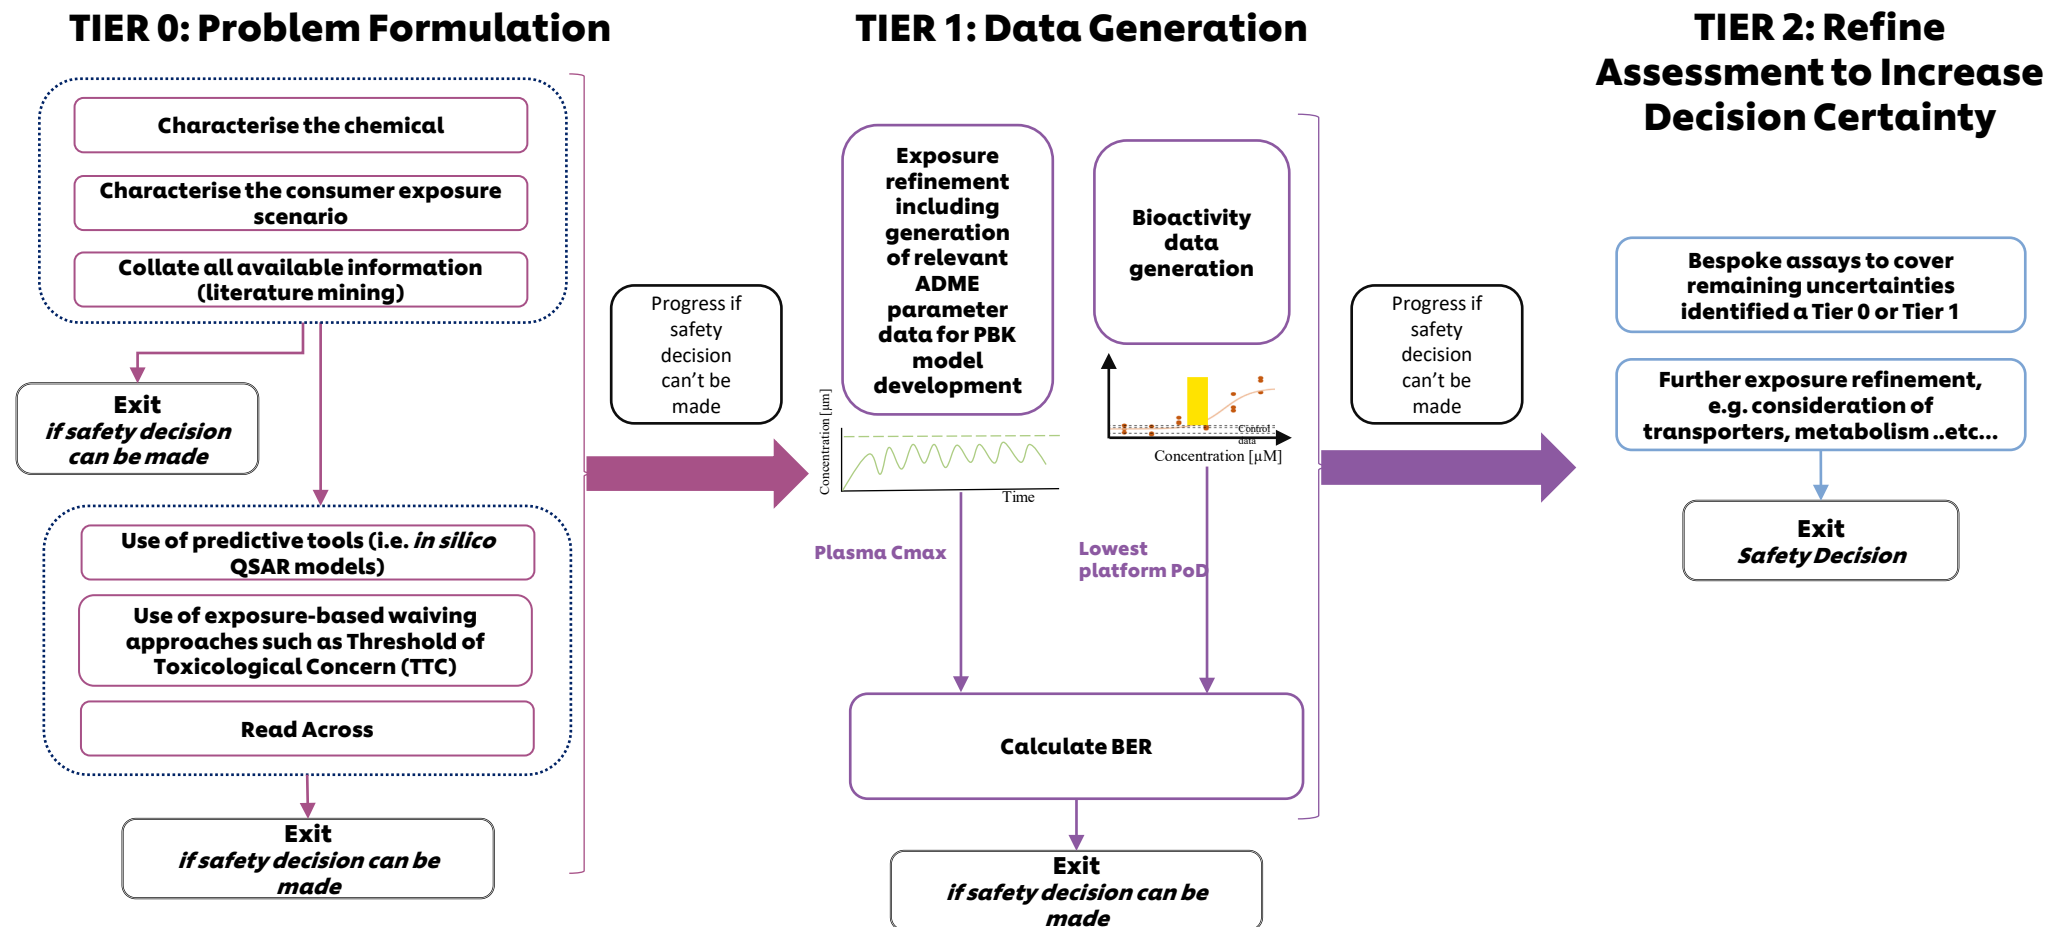 TIER 0: Problem Formulation
Characterise the chemical
Characterise the consumer exposure
scenario
Collate all available information
(literature mining)
Exit
if safety decision
can be made
Use of predictive tools (i.e. in silico
QSAR models)
Use of exposure-based waiving
approaches such as Threshold of
Toxicological Concern (TTC)
Read Across
Exit
if safety decision can be
made
Progress if
safety
decision
can't be
made
TIER 1: Data Generation
Exposure
refinement
including
generation
of relevant
ADME
parameter
data for PBK
model
development
Concentration [µm]
Time
Plasma Cmax
Bioactivity
data
generation
Control
data
Concentration [µM]
Lowest
platform PoD
Calculate BER
Exit
if safety decision can be
made
Progress if
safety
decision
can't be
made
TIER 2: Refine
Assessment to Increase
Decision Certainty
Bespoke assays to cover
remaining uncertainties
identified a Tier 0 or Tier 1
Further exposure refinement,
e.g. consideration of
transporters, metabolism ..etc...
Exit
Safety Decision